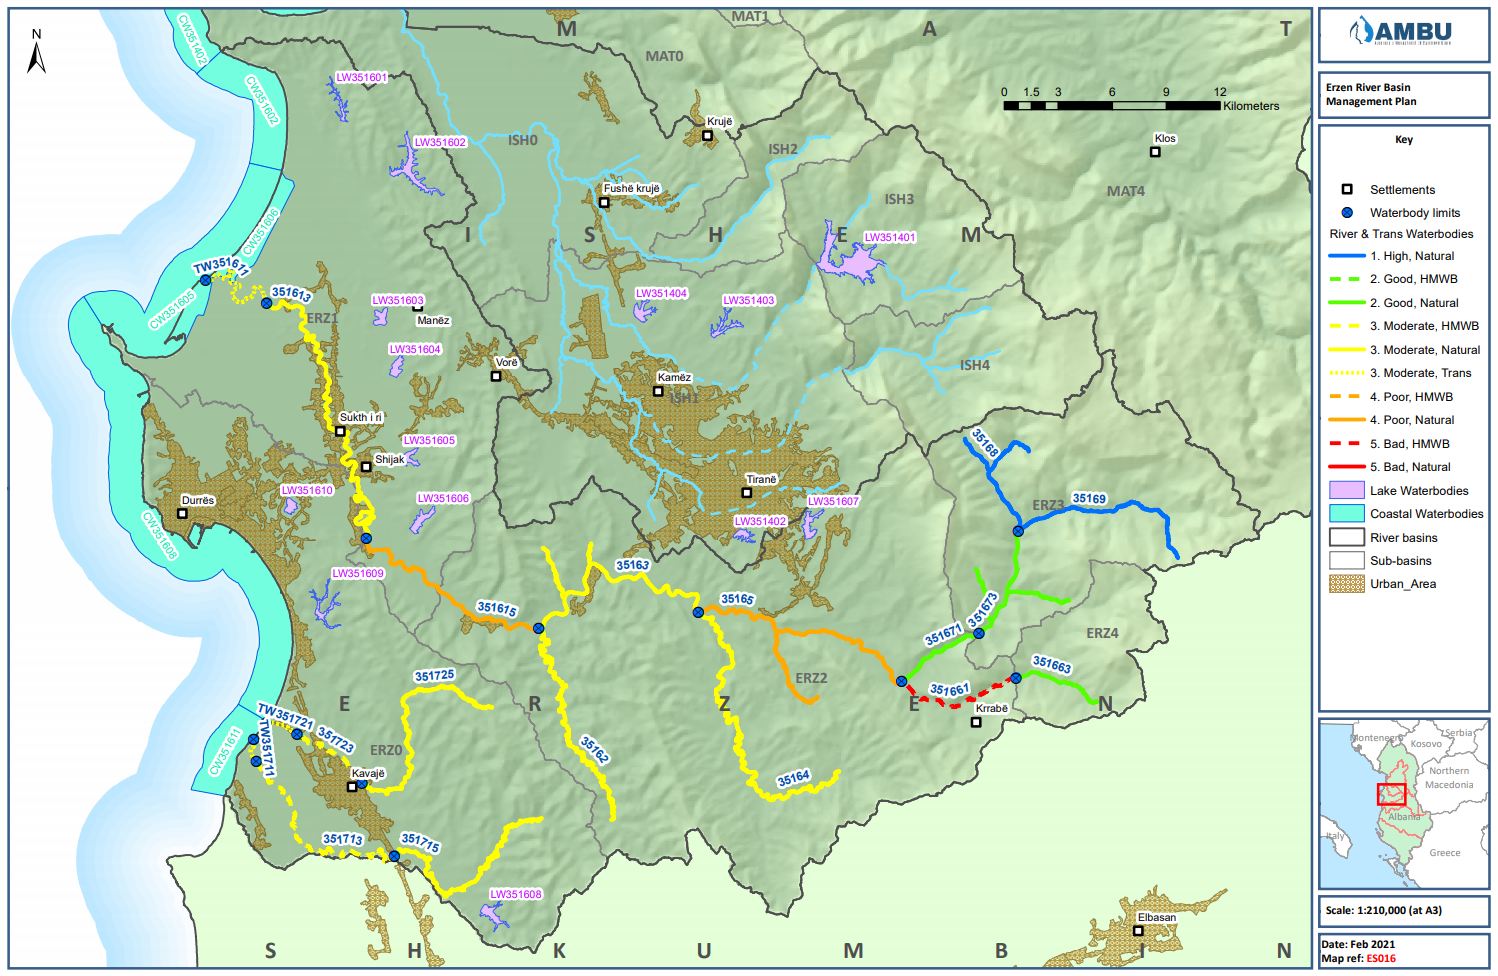 N
CW351402
CW351602
CW351606
CW351605
CW351608
CW351611
M
A
T
MAT1
MAT0
MAT4
0 1.5 3 6 9 12
Kilometers
LW351601
LW351602
ISH0
Krujë
ISH2
Klos
Fushë krujë
ISH3
I
S
H
E
M
LW351401
TW351611
351613
ERZ1
LW351603
Manëz
LW351404
LW351403
LW351604
Vorë
ISH4
Kamëz
ISH1
Sukth i ri
35168
Shijak
LW351605
Tiranë
Durrës
LW351610
LW351606
LW351607
ERZ3
35169
LW351402
LW351609
35163
35165
351615
351673
351671
ERZ4
351663
ERZ2
351661
Krrabë
351725
E
R
Z
E
N
TW351721
351723
TW351711
ERZ0
Kavajë
35162
35164
351713
351715
LW351608
Elbasan
S
H
K
U
M
B
I
N
AMBU
Erzen River Basin
Management Plan
Key
Settlements
Waterbody limits
River & Trans Waterbodies
1. High, Natural
2. Good, HMWB
2. Good, Natural
3. Moderate, HMWB
3. Moderate, Natural
3. Moderate, Trans
4. Poor, HMWB
4. Poor, Natural
5. Bad, HMWB
5. Bad, Natural
Lake Waterbodies
Coastal Waterbodies
River basins
Sub-basins
Urban_Area
Montenegro
Serbia
Kosovo
Northern
Macedonia
Albania
Italy
Greece
Scale: 1:210,000 (at A3)
Date: Feb 2021
Map ref: ES016